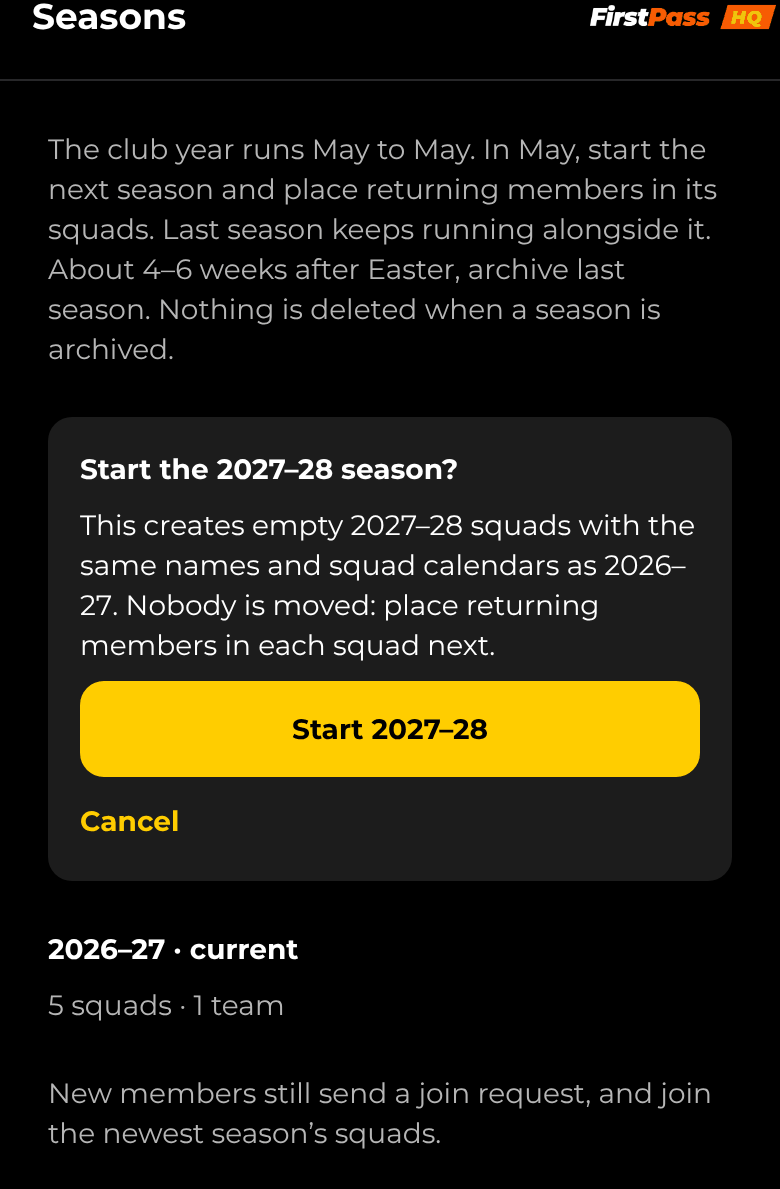 Seasons
FirstPass HQ
The club year runs May to May. In May, start the
next season and place returning members in its
squads. Last season keeps running alongside it.
About 4–6 weeks after Easter, archive last
season. Nothing is deleted when a season is
archived.
Start the 2027–28 season?
This creates empty 2027–28 squads with the
same names and squad calendars as 2026–
27. Nobody is moved: place returning
members in each squad next.
Start 2027–28
Cancel
2026–27 · current
5 squads · 1 team
New members still send a join request, and join
the newest season’s squads.